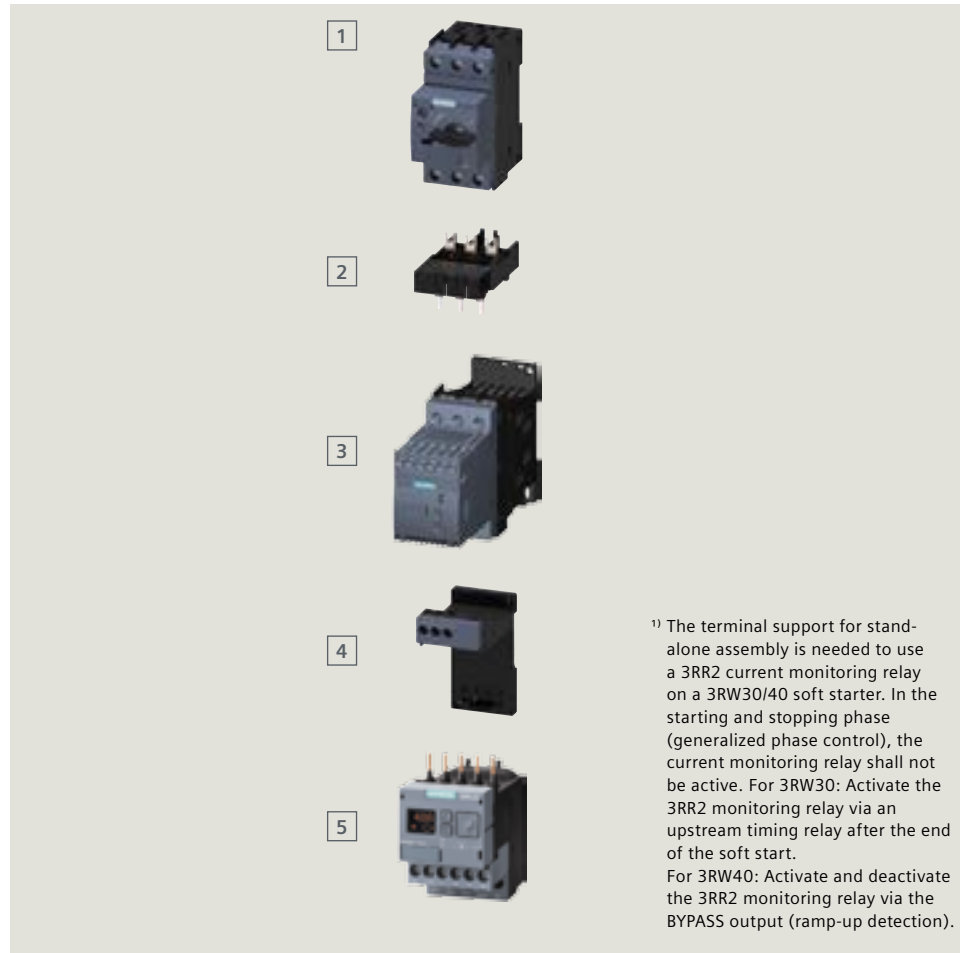 1
2
3
4
5
¹⁾ The terminal support for stand-
alone assembly is needed to use
a 3RR2 current monitoring relay
on a 3RW30/40 soft starter. In the
starting and stopping phase
(generalized phase control), the
current monitoring relay shall not
be active. For 3RW30: Activate the
3RR2 monitoring relay via an
upstream timing relay after the end
of the soft start.
For 3RW40: Activate and deactivate
the 3RR2 monitoring relay via the
BYPASS output (ramp-up detection).